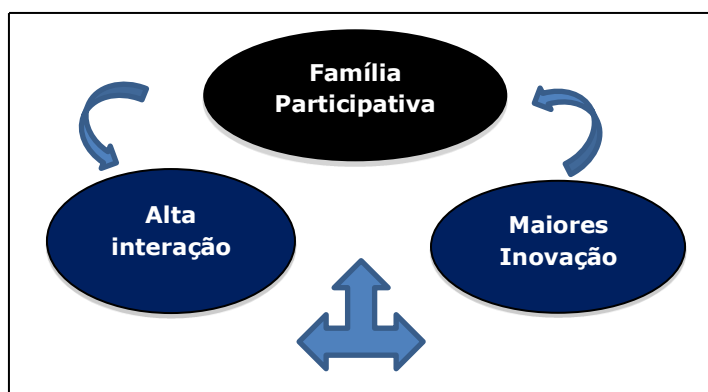 Família
Participativa
Alta
interação
Maiores
Inovação